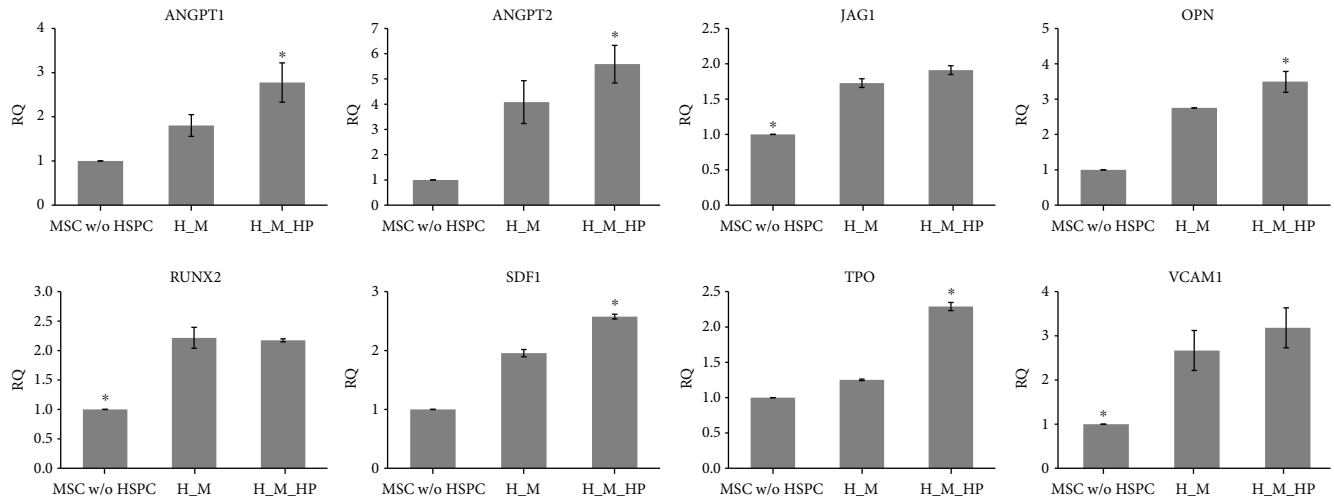 ANGPT1
4
3
2
1
0
RQ
*
MSC w/o HSPC H_M H_M_HP
ANGPT2
7
6
5
4
3
2
1
0
RQ
*
MSC w/o HSPC H_M H_M_HP
JAG1
2.5
2.0
1.5
1.0
0.5
0.0
RQ
*
MSC w/o HSPC H_M H_M_HP
OPN
5
4
3
2
1
0
RQ
*
MSC w/o HSPC H_M H_M_HP
RUNX2
3.0
2.5
2.0
1.5
1.0
0.5
0.0
RQ
*
MSC w/o HSPC H_M H_M_HP
SDF1
3
2
1
0
RQ
*
MSC w/o HSPC H_M H_M_HP
TPO
2.5
2.0
1.5
1.0
0.5
0.0
RQ
*
MSC w/o HSPC H_M H_M_HP
VCAM1
4
3
2
1
0
RQ
*
MSC w/o HSPC H_M H_M_HP